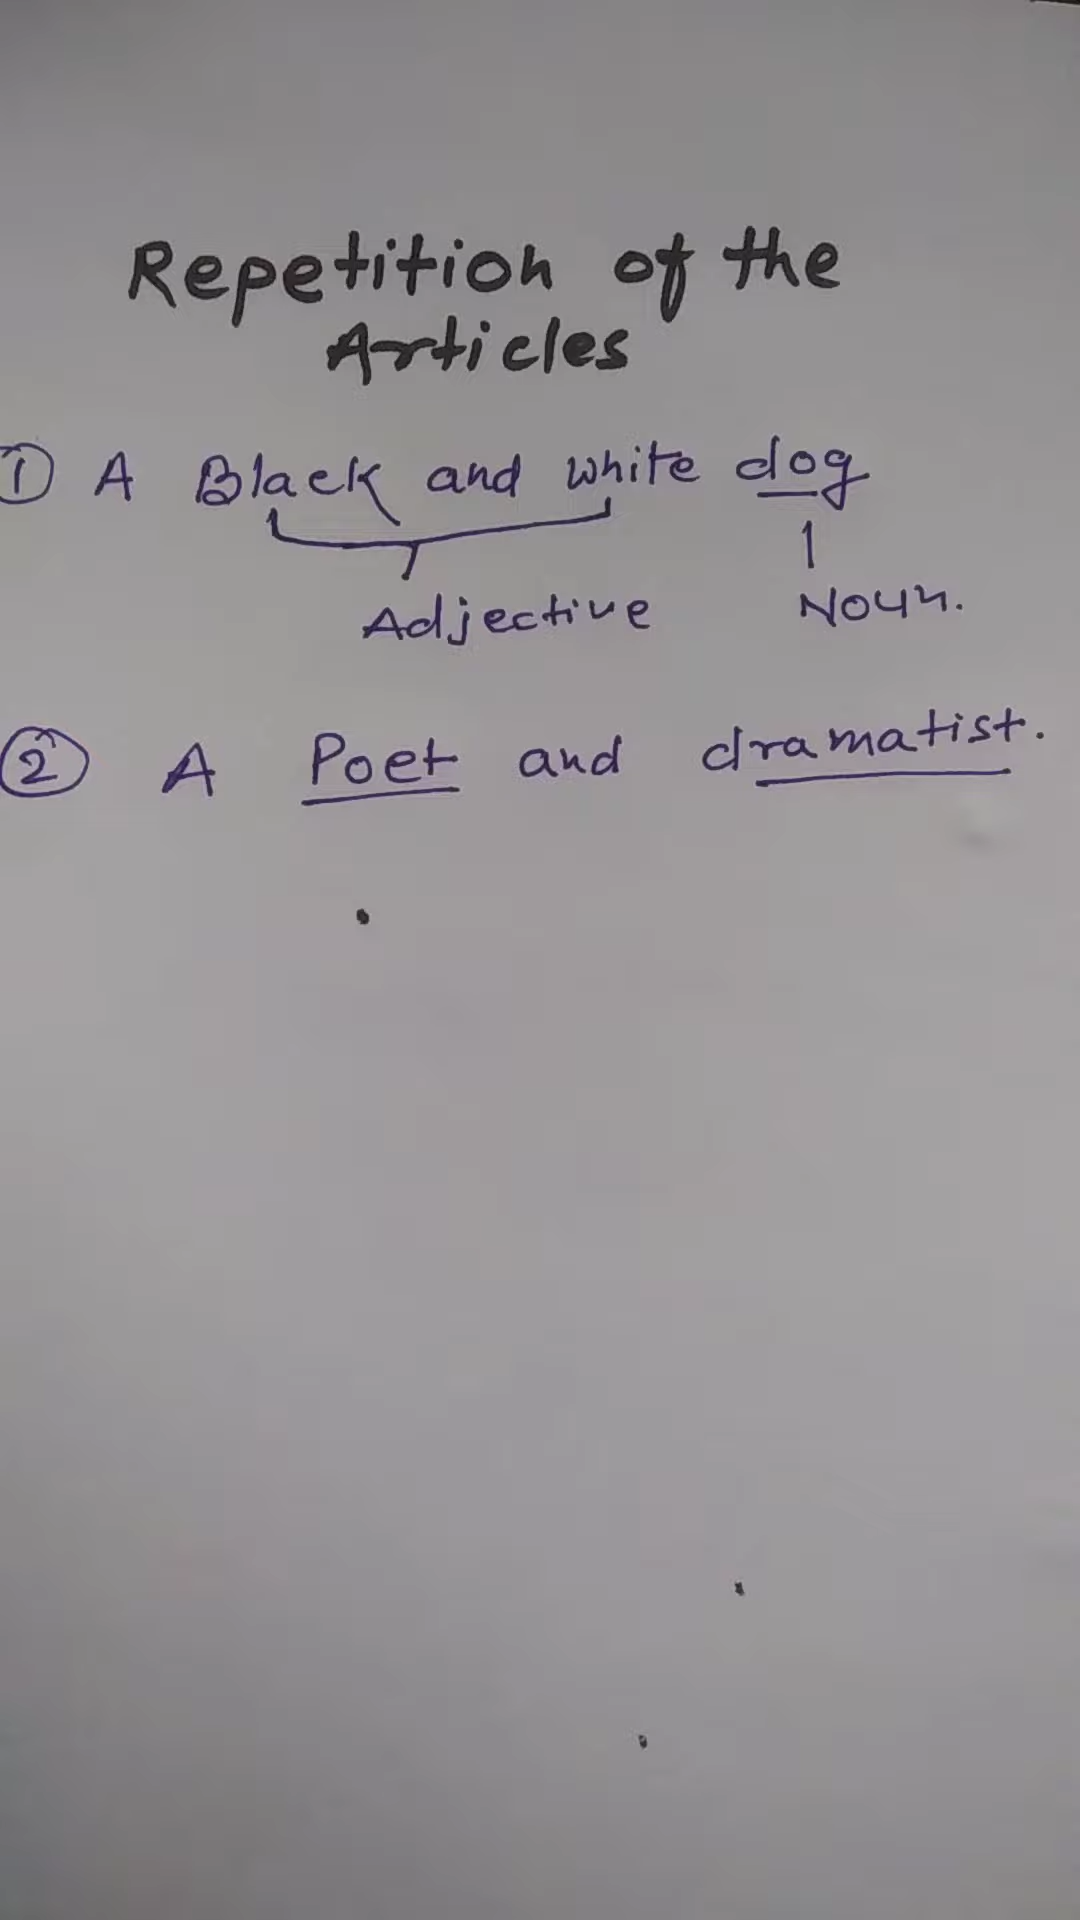 Repetition of the
Articles
① A Black and white dog
Adjective Noun.
② A Poet and dramatist.